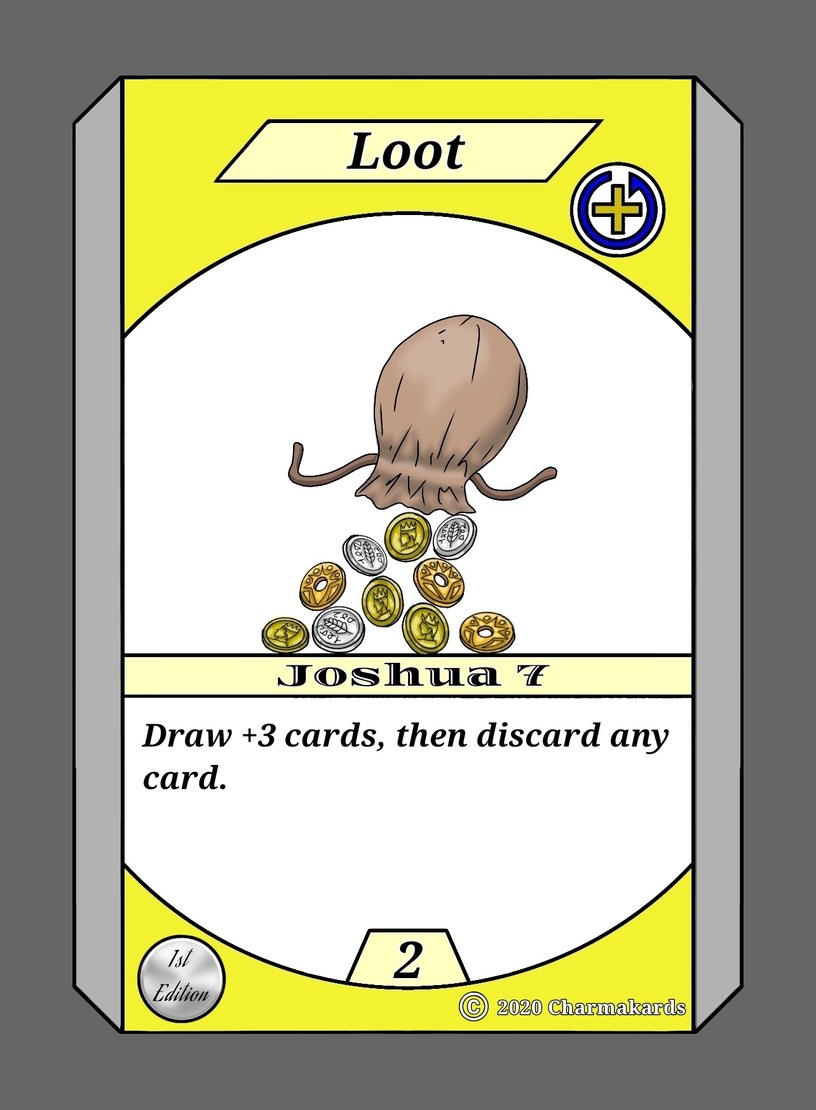 Loot
Joshua 7
Draw +3 cards, then discard any
card.
2
1st
Edition
© 2020 Charmakards